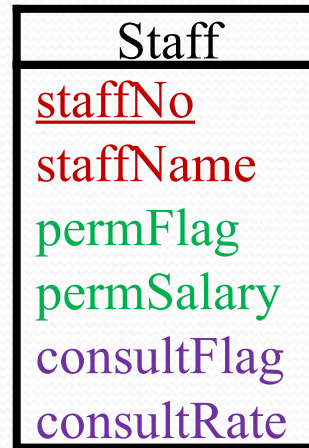 Staff
staffNo
staffName
permFlag
permSalary
consultFlag
consultRate